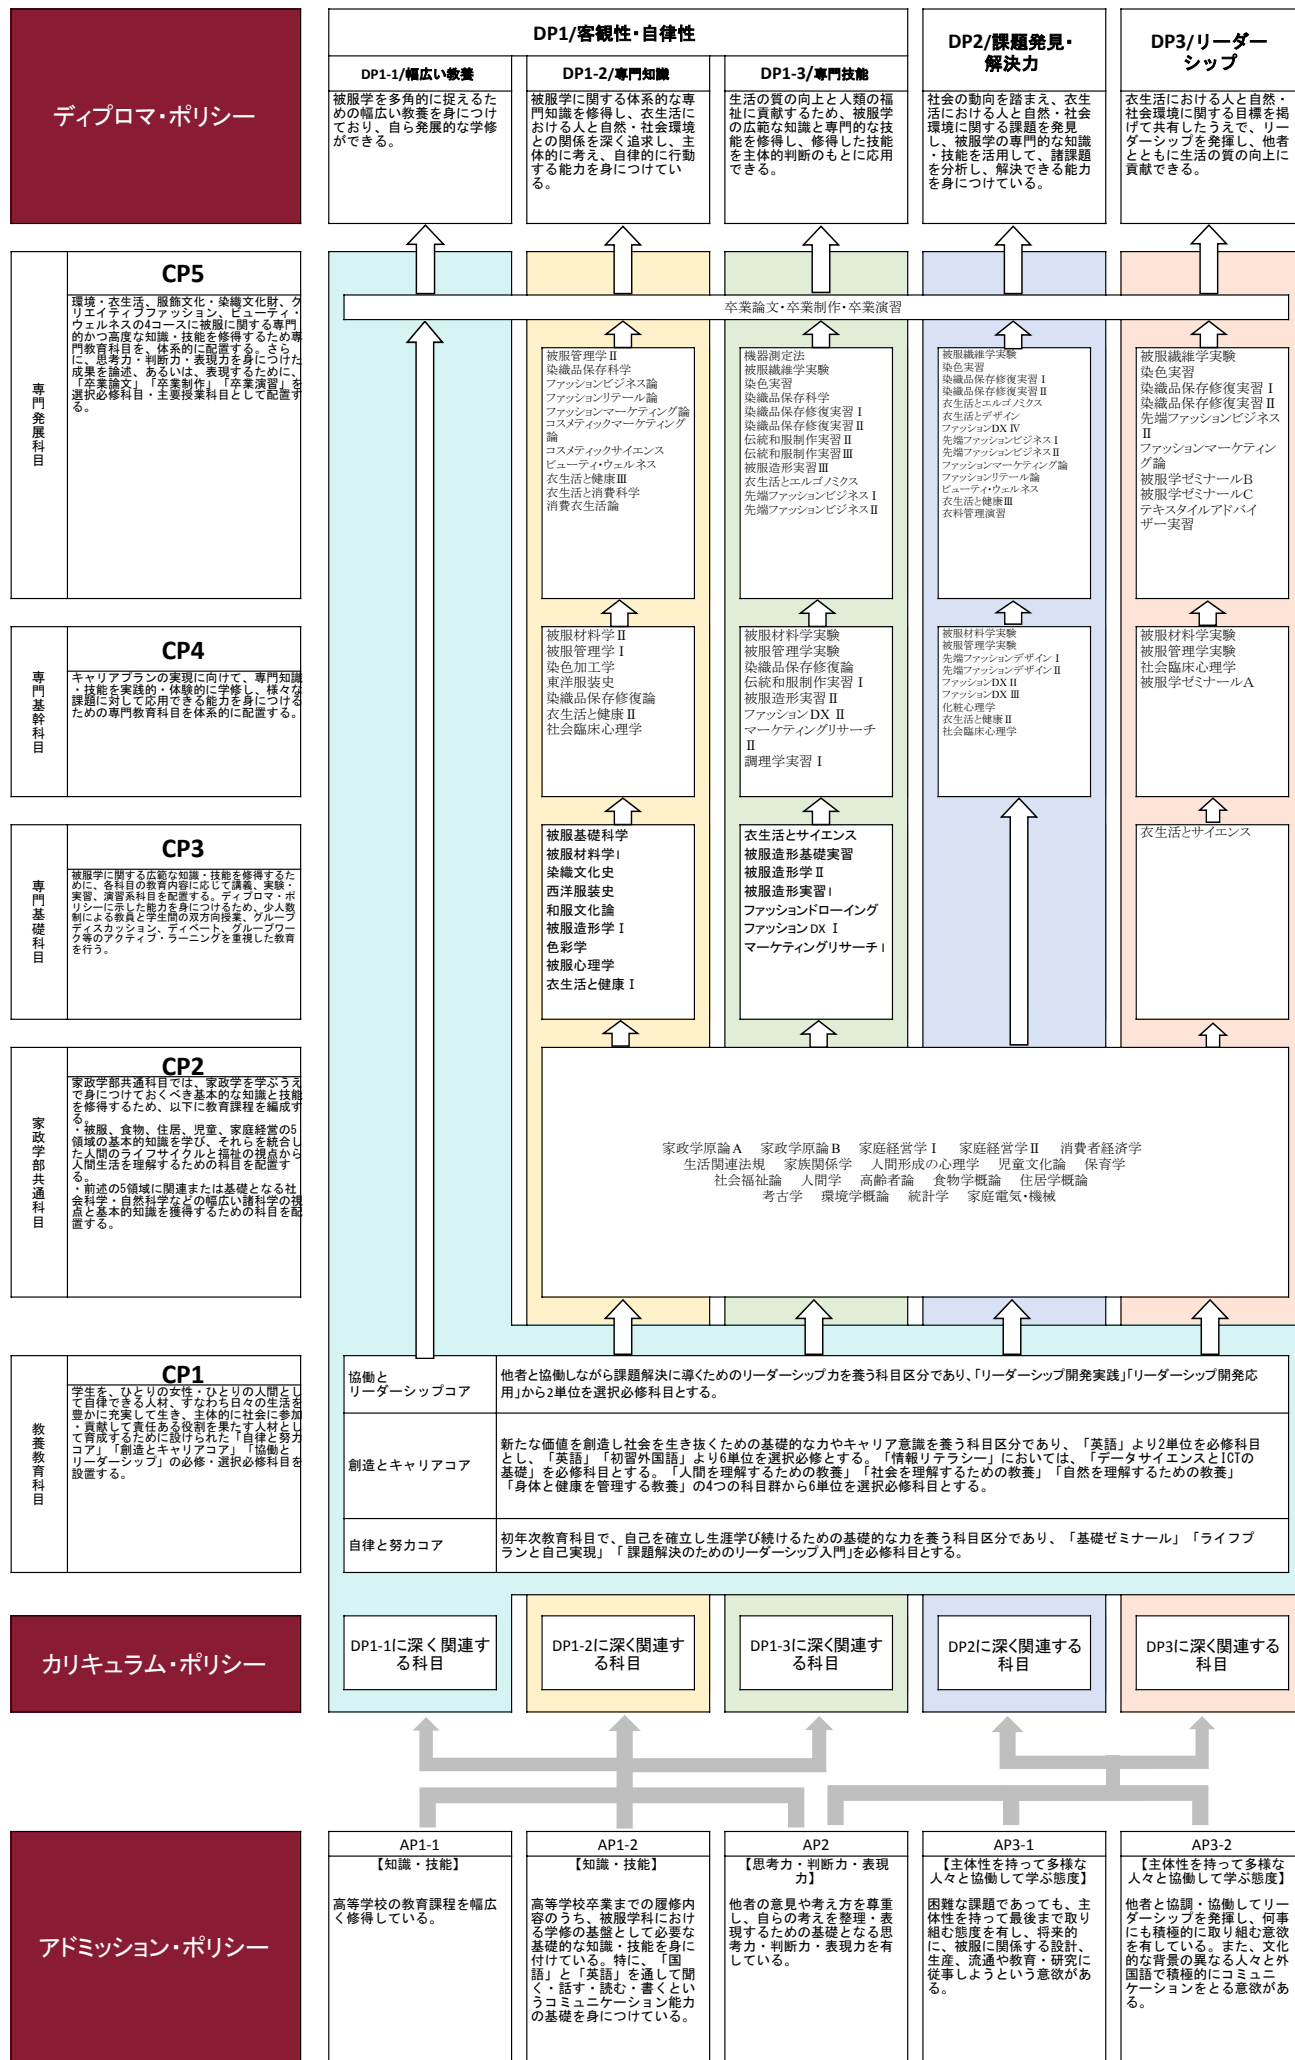 ディプロマ・ポリシー
DP1/客観性・自律性
DP2/課題発見・
解決力
DP3/リーダー
シップ
DP1-1/幅広い教養
DP1-2/専門知識
DP1-3/専門技能
被服学を多角的に捉えるた
めの幅広い教養を身につけ
ており、自ら発展的な学修
ができる。
被服学に関する体系的な専
門知識を修得し、衣生活に
おける人と自然・社会環境
との関係を深く追求し、主
体的に考え、自律的に行動
する能力を身につけてい
る。
生活の質の向上と人類の福
祉に貢献するため、被服学
の広範な知識と専門的な技
能を修得し、修得した技能
を主体的判断のもとに応用
できる。
社会の動向を踏まえ、衣生
活における人と自然・社会
環境に関する課題を発見
し、被服学の専門的な知識
・技能を活用して、諸課題
を分析し、解決できる能力
を身につけている。
衣生活における人と自然・
社会環境に関する目標を掲
げて共有したうえで、リー
ダーシップを発揮し、他者
とともに生活の質の向上に
貢献できる。
専門発展科目
CP5
環境・衣生活、服飾文化・染織文化財、ク
リエイティブファッション、ビューティ・
ウェルネスの4コースに被服に関する専門
的かつ高度な知識・技能を修得するため専
門教育科目を、体系的に配置する。さら
に、思考力・判断力・表現力を身につけた
成果を論述、あるいは、表現するために、
「卒業論文」「卒業制作」「卒業演習」を
選択必修科目・主要授業科目として配置す
る。
卒業論文・卒業制作・卒業演習
被服管理学Ⅱ
染織品保存科学
ファッションビジネス論
ファッションリテール論
ファッションマーケティング論
コスメティックマーケティング
論
コスメティックサイエンス
ビューティ・ウェルネス
衣生活と健康Ⅲ
衣生活と消費科学
消費衣生活論
機器測定法
被服繊維学実験
染色実習
染織品保存科学
染織品保存修復実習Ⅰ
染織品保存修復実習Ⅱ
伝統和服制作実習Ⅱ
伝統和服制作実習Ⅲ
被服造形実習Ⅲ
衣生活とエルゴノミクス
先端ファッションビジネスⅠ
先端ファッションビジネスⅡ
被服繊維学実験
染色実習
染織品保存修復実習Ⅰ
染織品保存修復実習Ⅱ
衣生活とエルゴノミクス
衣生活とデザイン
ファッションDX Ⅳ
先端ファッションビジネスⅠ
先端ファッションビジネスⅡ
ファッションマーケティング論
ファッションリテール論
ビューティ・ウェルネス
衣生活と健康Ⅲ
衣料管理演習
被服繊維学実験
染色実習
染織品保存修復実習Ⅰ
染織品保存修復実習Ⅱ
先端ファッションビジネス
Ⅱ
ファッションマーケティン
グ論
被服学ゼミナールB
被服学ゼミナールC
テキスタイルアドバイ
ザー実習
専門基幹科目
CP4
キャリアプランの実現に向けて、専門知識
・技能を実践的・体験的に学修し、様々な
課題に対して応用できる能力を身につける
ための専門教育科目を体系的に配置する。
被服材料学Ⅱ
被服管理学Ⅰ
染色加工学
東洋服装史
染織品保存修復論
衣生活と健康Ⅱ
社会臨床心理学
被服材料学実験
被服管理学実験
染織品保存修復論
伝統和服制作実習Ⅰ
被服造形実習Ⅱ
ファッションDX Ⅱ
マーケティングリサーチ
Ⅱ
調理学実習Ⅰ
被服材料学実験
被服管理学実験
先端ファッションデザインⅠ
先端ファッションデザインⅡ
ファッションDX Ⅱ
ファッションDX Ⅲ
化粧心理学
衣生活と健康Ⅱ
社会臨床心理学
被服材料学実験
被服管理学実験
社会臨床心理学
被服学ゼミナールA
専門基礎科目
CP3
被服学に関する広範な知識・技能を修得するた
めに、各科目の教育内容に応じて講義、実験・
実習、演習系科目を配置する。ディプロマ・ポ
リシーに示した能力を身につけるため、少人数
制による教員と学生間の双方向授業、グループ
ディスカッション、ディベート、グループワー
ク等のアクティブ・ラーニングを重視した教育
を行う。
被服基礎科学
被服材料学Ⅰ
染織文化史
西洋服装史
和服文化論
被服造形学Ⅰ
色彩学
被服心理学
衣生活と健康Ⅰ
衣生活とサイエンス
被服造形基礎実習
被服造形学Ⅱ
被服造形実習Ⅰ
ファッションドローイング
ファッションDX Ⅰ
マーケティングリサーチⅠ
衣生活とサイエンス
家政学部共通科目
CP2
家政学部共通科目では、家政学を学ぶうえ
で身につけておくべき基本的な知識と技能
を修得するため、以下に教育課程を編成す
る。
・被服、食物、住居、児童、家庭経営の5
領域の基本的知識を学び、それらを統合し
た人間のライフサイクルと福祉の視点から
人間生活を理解するための科目を配置す
る。
・前述の5領域に関連または基礎となる社
会科学・自然科学などの幅広い諸科学の視
点と基本的知識を獲得するための科目を配
置する。
家政学原論A　家政学原論B　家庭経営学Ⅰ　家庭経営学Ⅱ　消費者経済学
生活関連法規　家族関係学　人間形成の心理学　児童文化論　保育学
社会福祉論　人間学　高齢者論　食物学概論　住居学概論
考古学　環境学概論　統計学　家庭電気・機械
教養教育科目
CP1
学生を、ひとりの女性・ひとりの人間とし
て自律できる人材、すなわち日々の生活を
豊かに充実して生き、主体的に社会に参加
・貢献して責任ある役割を果たす人材とし
て育成するために設けられた「自律と努力
コア」「創造とキャリアコア」「協働と
リーダーシップ」の必修・選択必修科目を
設置する。
協働と
リーダーシップコア
他者と協働しながら課題解決に導くためのリーダーシップ力を養う科目区分であり、「リーダーシップ開発実践」「リーダーシップ開発応
用」から2単位を選択必修科目とする。
創造とキャリアコア
新たな価値を創造し社会を生き抜くための基礎的な力やキャリア意識を養う科目区分であり、「英語」より2単位を必修科目
とし、「英語」「初習外国語」より6単位を選択必修とする。「情報リテラシー」においては、「データサイエンスとICTの
基礎」を必修科目とする。「人間を理解するための教養」「社会を理解するための教養」「自然を理解するための教養」
「身体と健康を管理する教養」の4つの科目群から6単位を選択必修科目とする。
自律と努力コア
初年次教育科目で、自己を確立し生涯学び続けるための基礎的な力を養う科目区分であり、「基礎ゼミナール」「ライフプ
ランと自己実現」「課題解決のためのリーダーシップ入門」を必修科目とする。
カリキュラム・ポリシー
DP1-1に深く関連す
る科目
DP1-2に深く関連す
る科目
DP1-3に深く関連す
る科目
DP2に深く関連する
科目
DP3に深く関連する
科目
アドミッション・ポリシー
AP1-1
【知識・技能】
高等学校の教育課程を幅広
く修得している。
AP1-2
【知識・技能】
高等学校卒業までの履修内
容のうち、被服学科におけ
る学修の基盤として必要な
基礎的な知識・技能を身に
付けている。特に、「国
語」と「英語」を通して聞
く・話す・読む・書くとい
うコミュニケーション能力
の基礎を身につけている。
AP2
【思考力・判断力・表現
力】
他者の意見や考え方を尊重
し、自らの考えを整理・表
現するための基礎となる思
考力・判断力・表現力を有
している。
AP3-1
【主体性を持って多様な
人々と協働して学ぶ態度】
困難な課題であっても、主
体性を持って最後まで取り
組む態度を有し、将来的
に、被服に関係する設計、
生産、流通や教育・研究に
従事しようという意欲があ
る。
AP3-2
【主体性を持って多様な
人々と協働して学ぶ態度】
他者と協調・協働してリー
ダーシップを発揮し、何事
にも積極的に取り組む意欲
を有している。また、文化
的な背景の異なる人々と外
国語で積極的にコミュニ
ケーションをとる意欲があ
る。